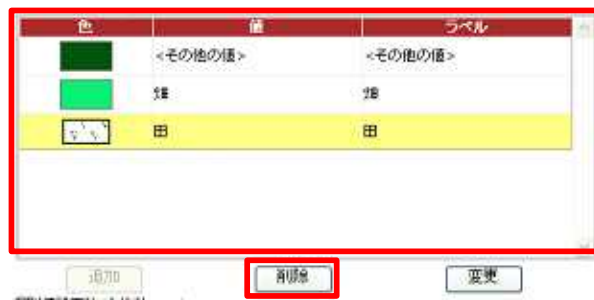 色 値 ラベル
<その他の値> <その他の値>
畑 畑
田 田
追加 削除 変更